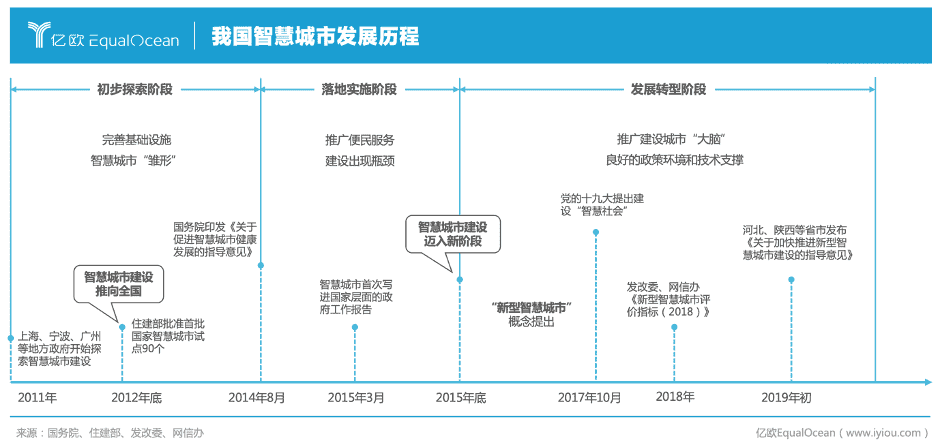 亿欧 EqualOcean
我国智慧城市发展历程
初步探索阶段
落地实施阶段
发展转型阶段
完善基础设施
智慧城市“雏形”
推广便民服务
建设出现瓶颈
推广建设城市“大脑”
良好的政策环境和技术支撑
上海、宁波、广州
等地方政府开始探
索智慧城市建设
智慧城市建设
推向全国
住建部批准首批
国家智慧城市试
点90个
国务院印发《关于
促进智慧城市健康
发展的指导意见》
智慧城市首次写
进国家层面的政
府工作报告
智慧城市建设
迈入新阶段
“新型智慧城市”
概念提出
党的十九大提出建
设“智慧社会”
发改委、网信办
《新型智慧城市评
价指标（2018）》
河北、陕西等省市发布
《关于加快推进新型智
慧城市建设的指导意见》
2011年
2012年底
2014年8月
2015年3月
2015年底
2017年10月
2018年
2019年初
来源：国务院、住建部、发改委、网信办
亿欧EqualOcean（www.iyiou.com）